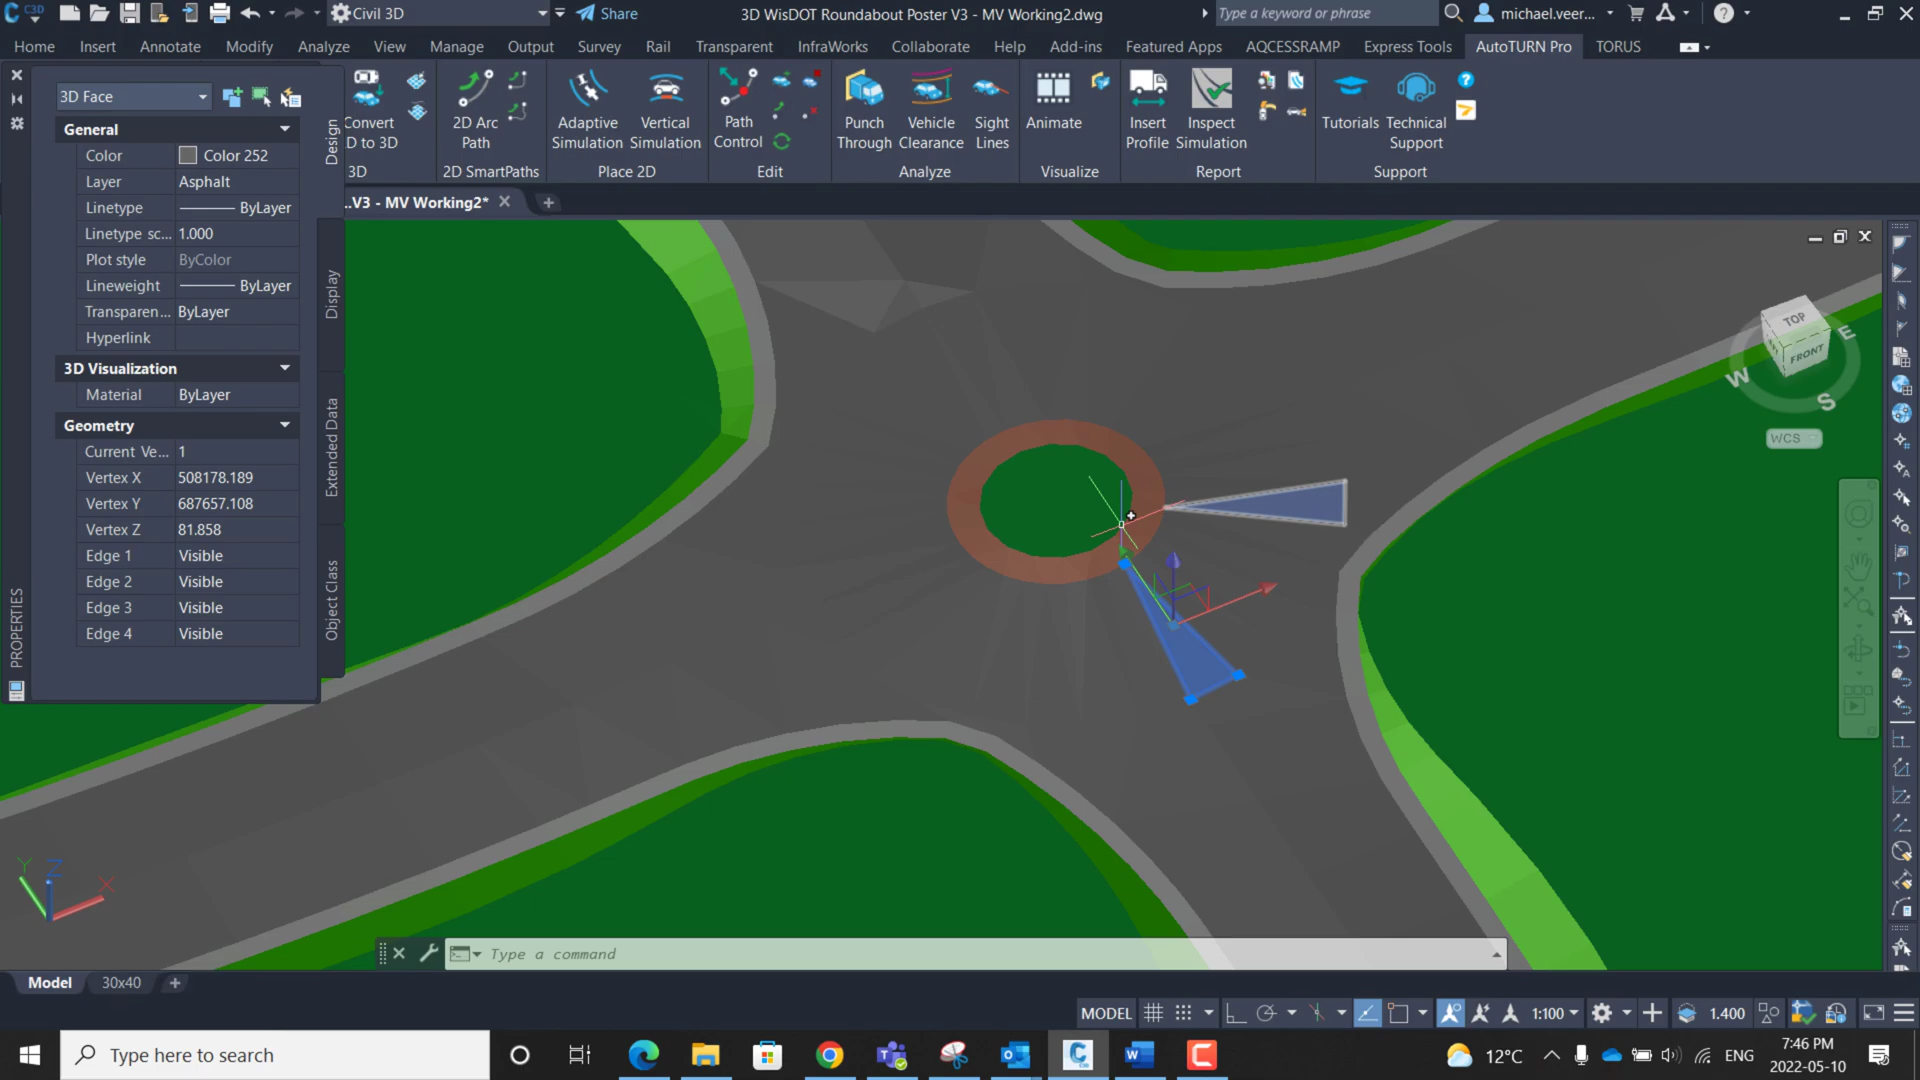 C3D
Civil 3D
Share
3D WisDOT Roundabout Poster V3 - MV Working2.dwg
Type a keyword or phrase
michael.veer...
Home Insert Annotate Modify Analyze View Manage Output Survey Rail Transparent InfraWorks Collaborate Help Add-ins Featured Apps AQCESSRAMP Express Tools AutoTURN Pro TORUS
3D Face
Convert
D to 3D
2D Arc
Path
Adaptive
Simulation
Vertical
Simulation
Path
Control
Punch
Through
Vehicle
Clearance
Sight
Lines
Animate
Insert
Profile
Inspect
Simulation
Tutorials
Technical
Support
3D
2D SmartPaths
Place 2D
Edit
Analyze
Visualize
Report
Support
..V3 - MV Working2*
General
Color Color 252
Layer Asphalt
Linetype ByLayer
Linetype sc... 1.000
Plot style ByColor
Lineweight ByLayer
Transparen... ByLayer
Hyperlink
3D Visualization
Material ByLayer
Geometry
Current Ve... 1
Vertex X 508178.189
Vertex Y 687657.108
Vertex Z 81.858
Edge 1 Visible
Edge 2 Visible
Edge 3 Visible
Edge 4 Visible
Design
Display
Extended Data
Object Class
PROPERTIES
TOP
FRONT
W
E
S
WCS
Y
Z
X
Type a command
Model
30x40
MODEL
1:100
1.400
Type here to search
12°C
ENG
7:46 PM
2022-05-10